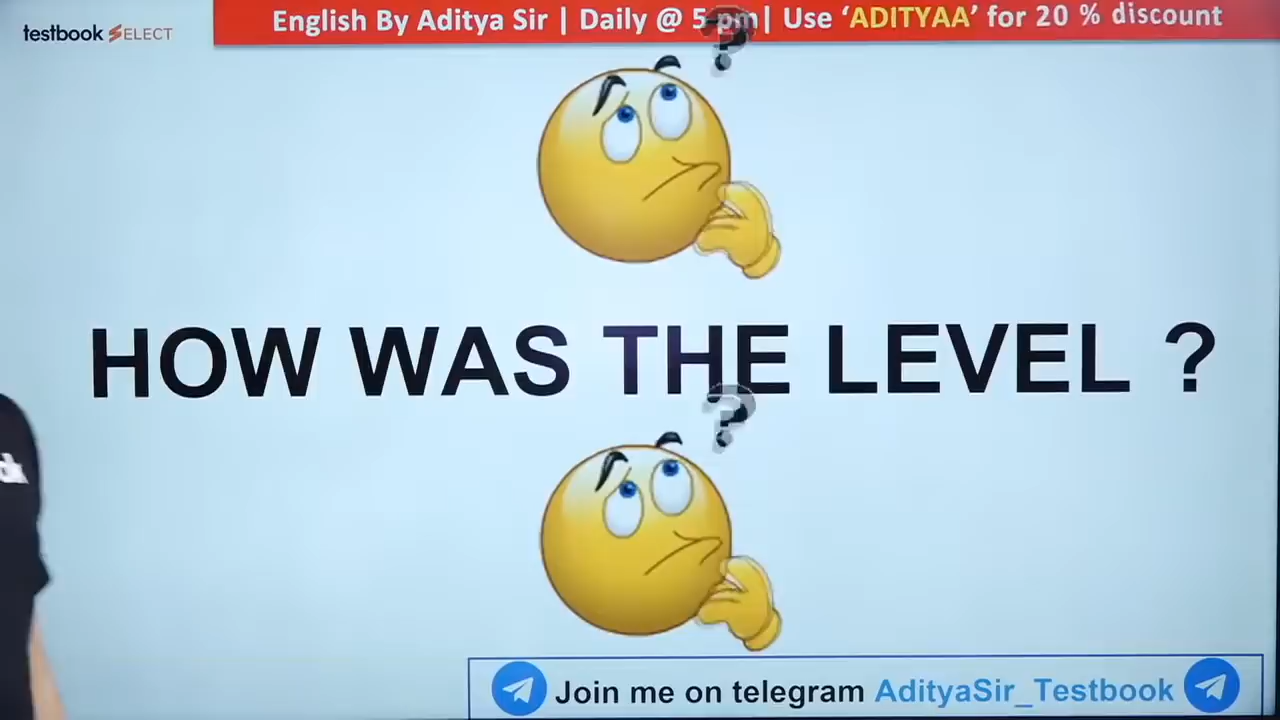 testbook SELECT
English By Aditya Sir | Daily @ 5 pm | Use ‘ADITYAA’ for 20 % discount
?
HOW WAS THE LEVEL ?
?
Join me on telegram AdityaSir_Testbook